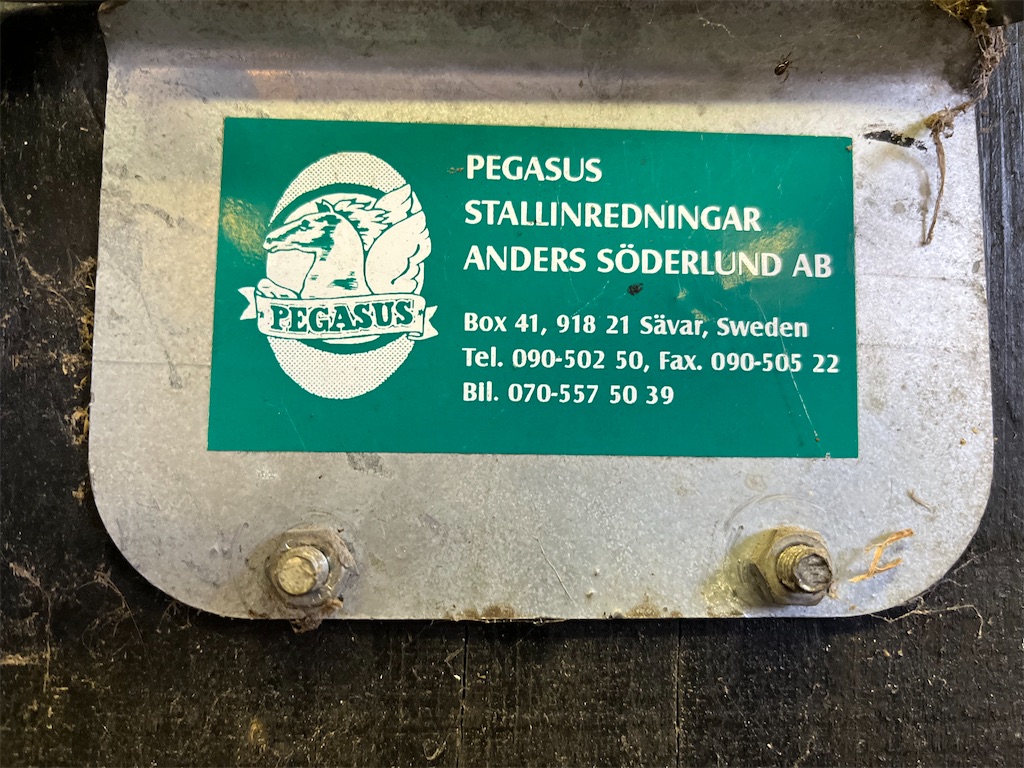 PEGASUS
PEGASUS
STALLINREDNINGAR
ANDERS SÖDERLUND AB
Box 41, 918 21 Sävar, Sweden
Tel. 090-502 50, Fax. 090-505 22
Bil. 070-557 50 39
I